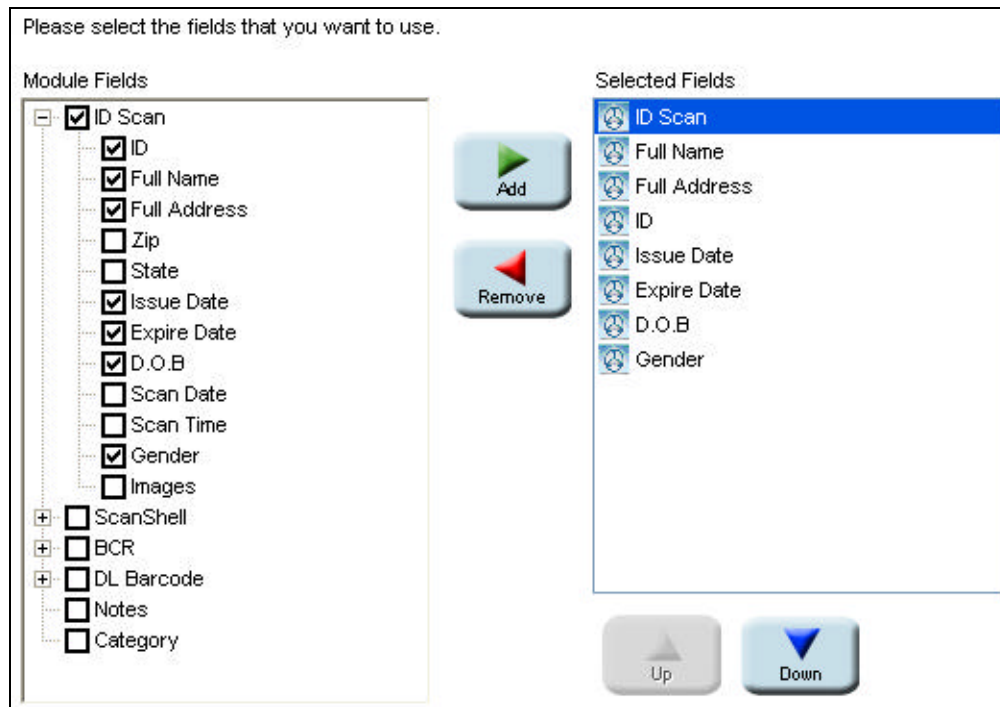 Please select the fields that you want to use.
Module Fields
ID Scan
ID
Full Name
Full Address
Zip
State
Issue Date
Expire Date
D.O.B
Scan Date
Scan Time
Gender
Images
ScanShell
BCR
DL Barcode
Notes
Category
Add
Remove
Selected Fields
ID Scan
Full Name
Full Address
ID
Issue Date
Expire Date
D.O.B
Gender
Up
Down